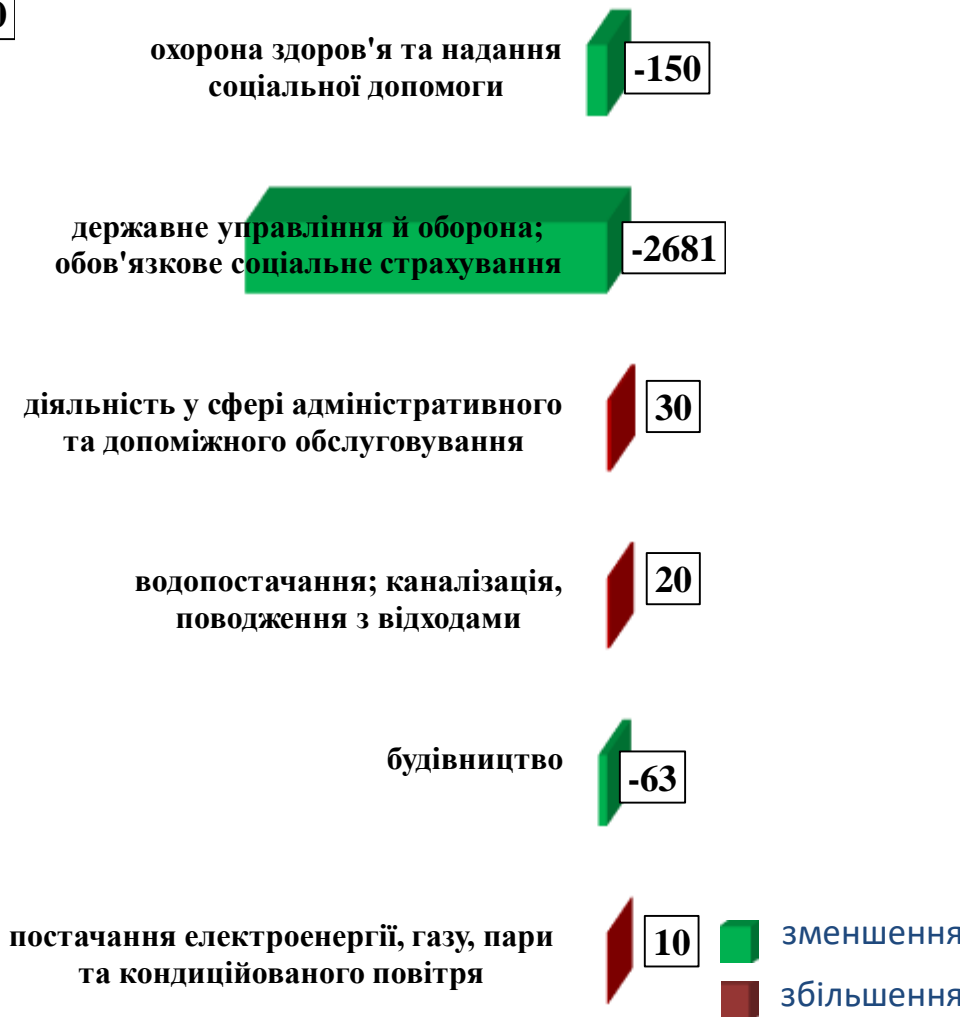 охорона здоров'я та надання
соціальної допомоги
-150
державне управління й оборона;
обов'язкове соціальне страхування
-2681
діяльність у сфері адміністративного
та допоміжного обслуговування
30
водопостачання; каналізація,
поводження з відходами
20
будівництво
-63
постачання електроенергії, газу, пари
та кондиційованого повітря
10
зменшення
збільшення